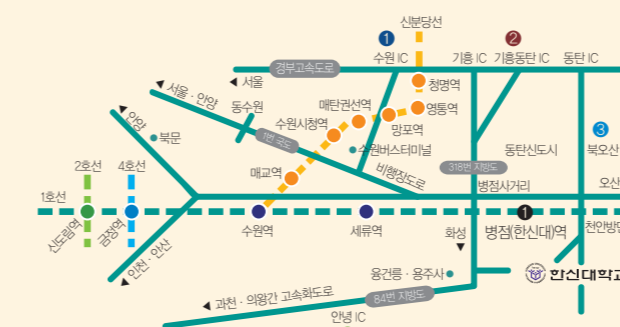 신분당선
1
수원 IC
2
기흥 IC
기흥동탄 IC
동탄 IC
경부고속도로
◀ 서울
청명역
◀ 서울 · 안양
동수원
매탄권선역
영통역
◀ 안양
수원시청역
망포역
북문
1번 국도
수원버스터미널
3
동탄신도시
북오산
2호선
4호선
매교역
비행장도로
318번 지방도
병점사거리
오산
1호선
신도림역
금정역
수원역
세류역
화성
▼
1
병점(한신대)역
천안방면
◀ 인천 · 안산
융건릉 · 용주사
한신대학교
◀ 과천 · 의왕간 고속화도로
84번 지방도
안녕 IC